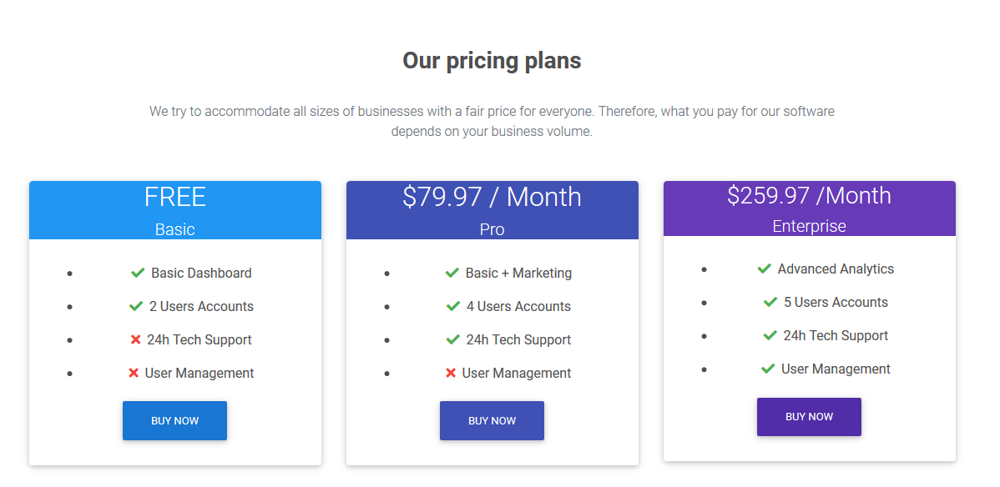 Our pricing plans
We try to accommodate all sizes of businesses with a fair price for everyone. Therefore, what you pay for our software
depends on your business volume.
FREE
Basic
Basic Dashboard
2 Users Accounts
24h Tech Support
User Management
BUY NOW
$79.97 / Month
Pro
Basic + Marketing
4 Users Accounts
24h Tech Support
User Management
BUY NOW
$259.97 /Month
Enterprise
Advanced Analytics
5 Users Accounts
24h Tech Support
User Management
BUY NOW